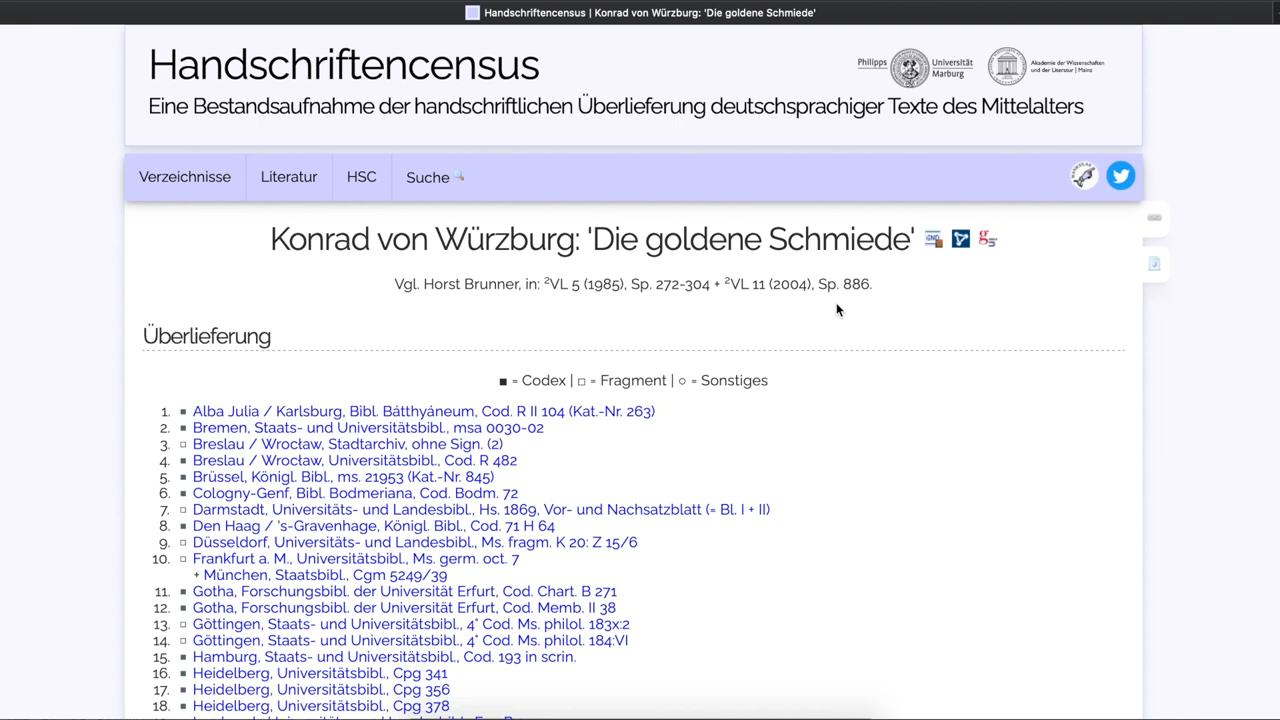 Handschriftencensus | Konrad von Würzburg: 'Die goldene Schmiede'
Handschriftencensus
Philipps Universität Marburg
Akademie der Wissenschaften und der Literatur | Mainz
Eine Bestandsaufnahme der handschriftlichen Überlieferung deutschsprachiger Texte des Mittelalters
Verzeichnisse Literatur HSC Suche
Konrad von Würzburg: 'Die goldene Schmiede' GND
Vgl. Horst Brunner, in: ²VL 5 (1985), Sp. 272-304 + ²VL 11 (2004), Sp. 886.
Überlieferung
■ = Codex | □ = Fragment | ○ = Sonstiges
1. ■ Alba Julia / Karlsburg, Bibl. Bátthyáneum, Cod. R II 104 (Kat.-Nr. 263)
2. ■ Bremen, Staats- und Universitätsbibl., msa 0030-02
3. □ Breslau / Wrocław, Stadtarchiv, ohne Sign. (2)
4. ■ Breslau / Wrocław, Universitätsbibl., Cod. R 482
5. ■ Brüssel, Königl. Bibl., ms. 21953 (Kat.-Nr. 845)
6. ■ Cologny-Genf, Bibl. Bodmeriana, Cod. Bodm. 72
7. □ Darmstadt, Universitäts- und Landesbibl., Hs. 1869, Vor- und Nachsatzblatt (= Bl. I + II)
8. ■ Den Haag / 's-Gravenhage, Königl. Bibl., Cod. 71 H 64
9. □ Düsseldorf, Universitäts- und Landesbibl., Ms. fragm. K 20: Z 15/6
10. □ Frankfurt a. M., Universitätsbibl., Ms. germ. oct. 7
+ München, Staatsbibl., Cgm 5249/39
11. ■ Gotha, Forschungsbibl. der Universität Erfurt, Cod. Chart. B 271
12. ■ Gotha, Forschungsbibl. der Universität Erfurt, Cod. Memb. II 38
13. □ Göttingen, Staats- und Universitätsbibl., 4° Cod. Ms. philol. 183x:2
14. □ Göttingen, Staats- und Universitätsbibl., 4° Cod. Ms. philol. 184:VI
15. ■ Hamburg, Staats- und Universitätsbibl., Cod. 193 in scrin.
16. ■ Heidelberg, Universitätsbibl., Cpg 341
17. ■ Heidelberg, Universitätsbibl., Cpg 356
18. ■ Heidelberg, Universitätsbibl., Cpg 378